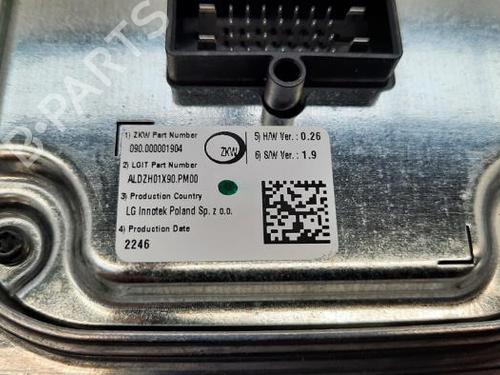 B-PARTS
1) ZKW Part Number
090.000001904
2) LGIT Part Number
ALDZH01X90.PM00
3) Production Country
LG Innotek Poland Sp. z o.o.
4) Production Date
2246
ZKW
5) H/W Ver. : 0.26
6) S/W Ver. : 1.9